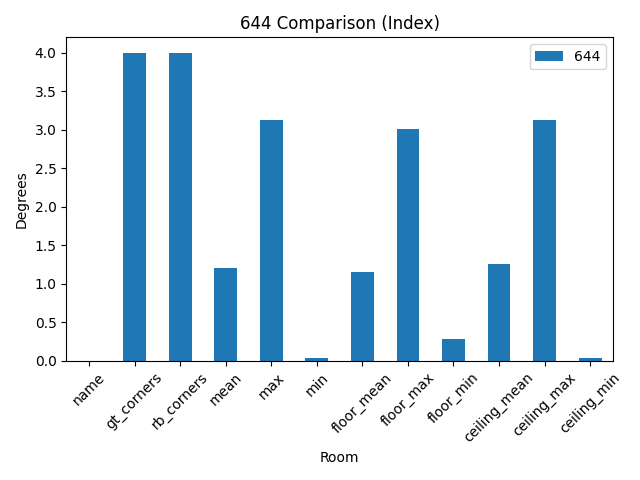 644 Comparison (Index)
644
Degrees
4.0
3.5
3.0
2.5
2.0
1.5
1.0
0.5
0.0
name
gt_corners
rb_corners
mean
max
min
floor_mean
floor_max
floor_min
ceiling_mean
ceiling_max
ceiling_min
Room